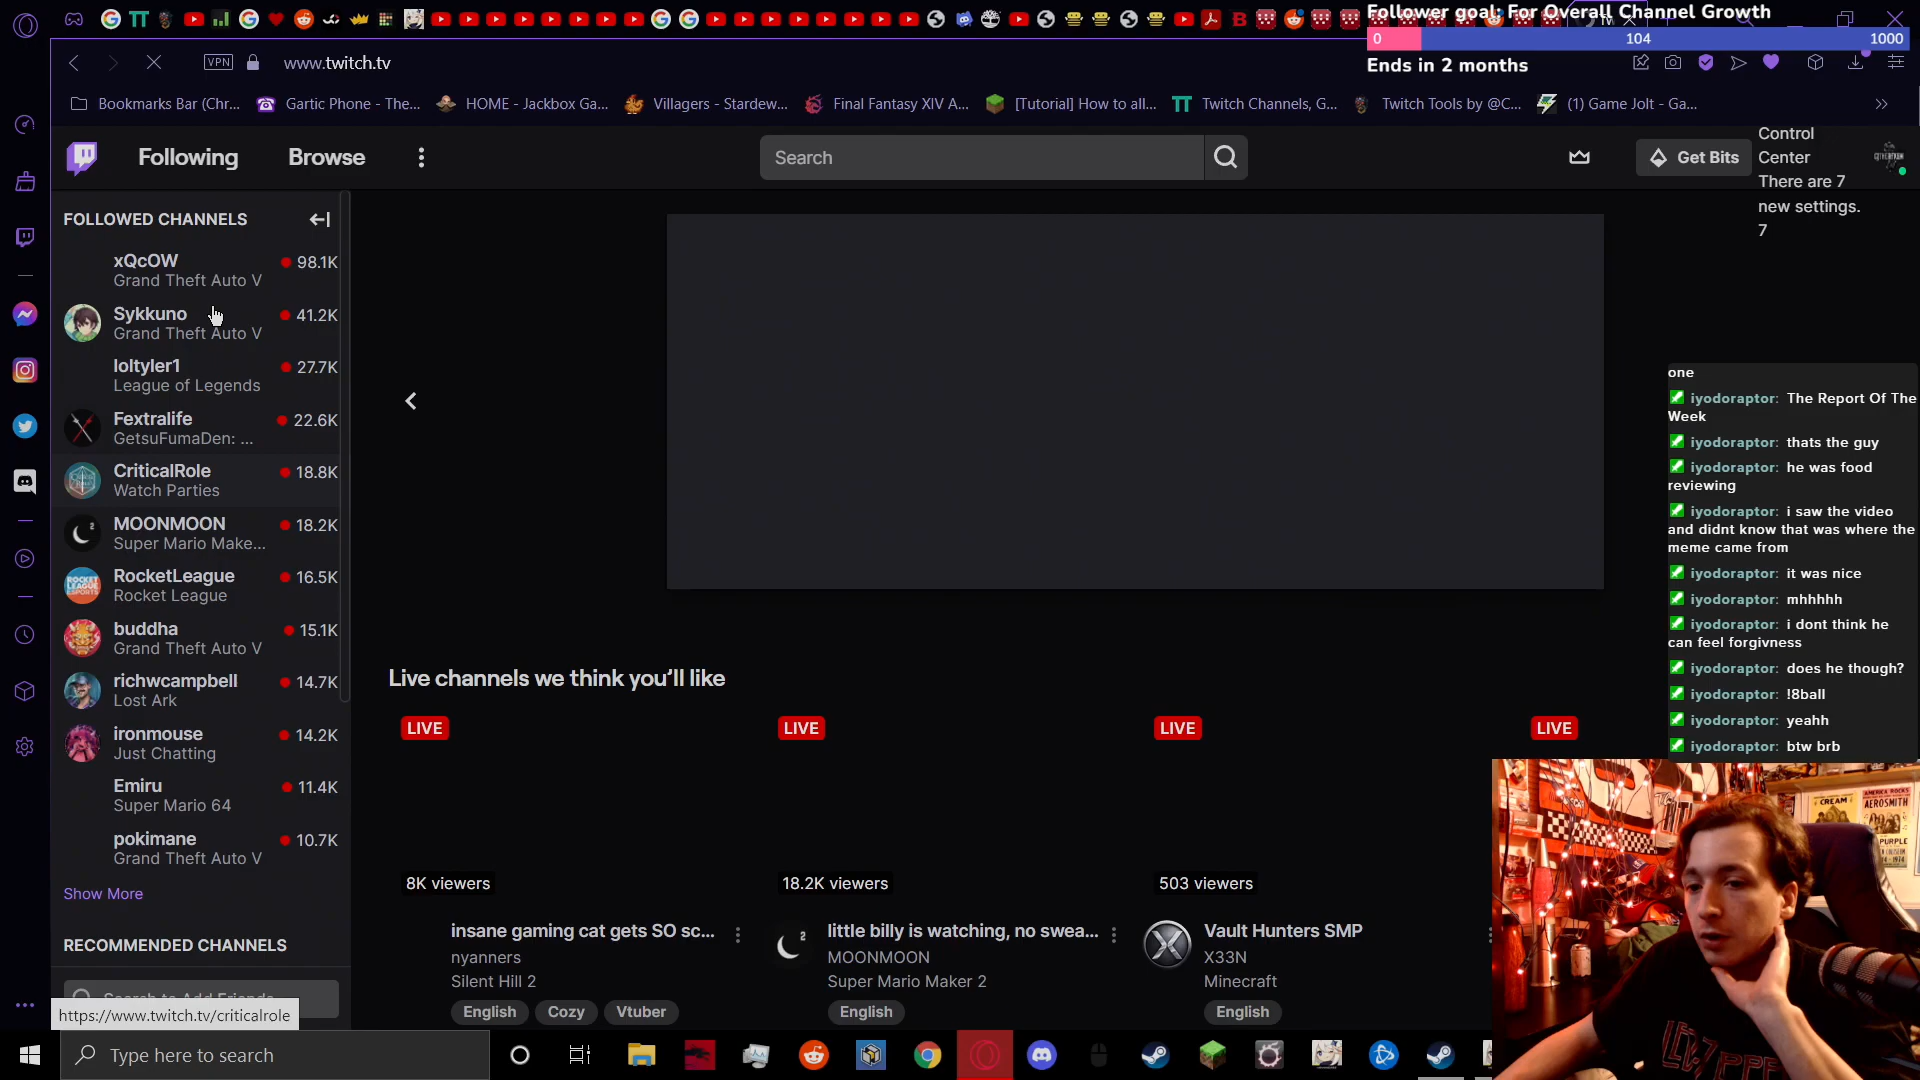 Follower goal: For Overall Channel Growth
0 104 1000
Ends in 2 months
VPN www.twitch.tv
Bookmarks Bar (Chr... Gartic Phone - The... HOME - Jackbox Ga... Villagers - Stardew... Final Fantasy XIV A... [Tutorial] How to all... Twitch Channels, G... Twitch Tools by @C... (1) Game Jolt - Ga...
Following Browse Search Get Bits
Control
Center
There are 7
new settings.
7
FOLLOWED CHANNELS
xQcOW 98.1K
Grand Theft Auto V
Sykkuno 41.2K
Grand Theft Auto V
loltyler1 27.7K
League of Legends
Fextralife 22.6K
GetsuFumaDen: ...
CriticalRole 18.8K
Watch Parties
MOONMOON 18.2K
Super Mario Make...
RocketLeague 16.5K
Rocket League
buddha 15.1K
Grand Theft Auto V
richwcampbell 14.7K
Lost Ark
ironmouse 14.2K
Just Chatting
Emiru 11.4K
Super Mario 64
pokimane 10.7K
Grand Theft Auto V
Show More
RECOMMENDED CHANNELS
Search to Add Friends
https://www.twitch.tv/criticalrole
Live channels we think you'll like
LIVE LIVE LIVE LIVE
8K viewers 18.2K viewers 503 viewers
insane gaming cat gets SO sc...
nyanners
Silent Hill 2
English Cozy Vtuber
little billy is watching, no swea...
MOONMOON
Super Mario Maker 2
English
Vault Hunters SMP
X33N
Minecraft
English
one
iyodoraptor: The Report Of The
Week
iyodoraptor: thats the guy
iyodoraptor: he was food
reviewing
iyodoraptor: i saw the video
and didnt know that was where the
meme came from
iyodoraptor: it was nice
iyodoraptor: mhhhhh
iyodoraptor: i dont think he
can feel forgivness
iyodoraptor: does he though?
iyodoraptor: !8ball
iyodoraptor: yeahh
iyodoraptor: btw brb
CREAM
AMERICA ROCKS
AEROSMITH
PURPLE
Type here to search